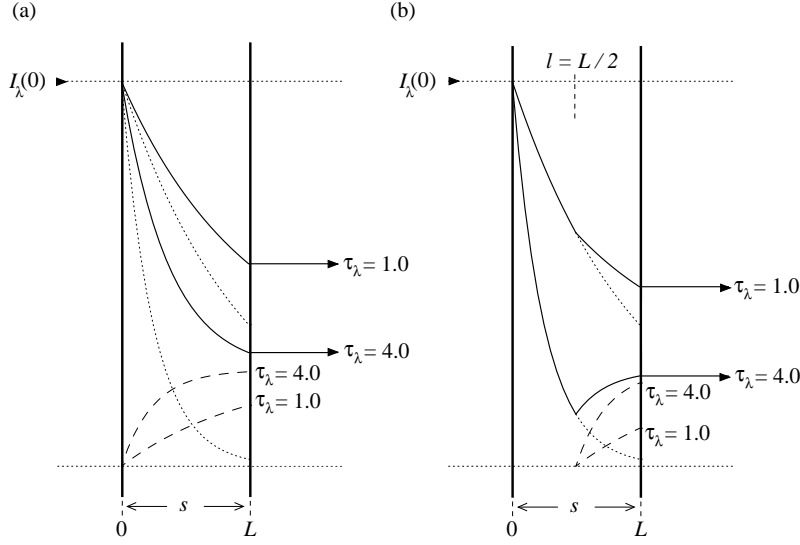 (a)
I_λ(0)
τ_λ = 1.0
τ_λ = 4.0
τ_λ = 4.0
τ_λ = 1.0
s
0
L
(b)
l = L / 2
I_λ(0)
τ_λ = 1.0
τ_λ = 4.0
τ_λ = 4.0
τ_λ = 1.0
s
0
L